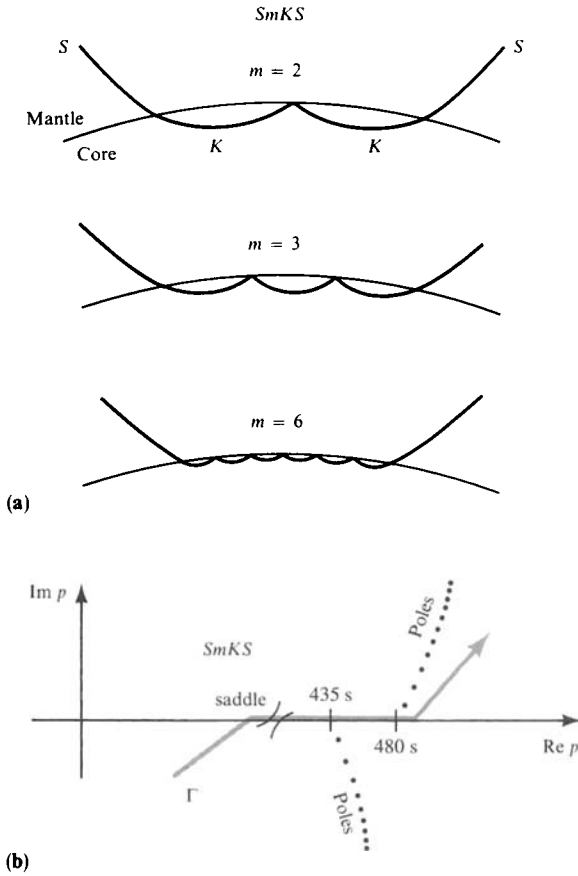 SmKS
S
S
m = 2
Mantle
Core
K
K
m = 3
m = 6
(a)
Im p
Poles
SmKS
saddle
435 s
480 s
Re p
Γ
Poles
(b)